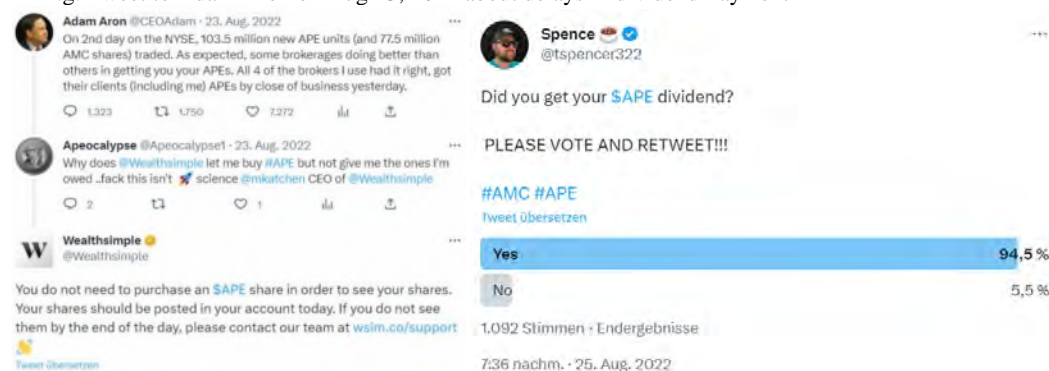 Adam Aron @CEOAdam · 23. Aug. 2022
On 2nd day on the NYSE, 103.5 million new APE units (and 77.5 million
AMC shares) traded. As expected, some brokerages doing better than
others in getting you your APEs. All 4 of the brokers I use had it right, got
their clients (including me) APEs by close of business yesterday.
1.323 1.750 7.272
Apeocalypse @Apeocalypse1 · 23. Aug. 2022
Why does @Wealthsimple let me buy #APE but not give me the ones I'm
owed ..fack this isn't 🚀 science @mkatchen CEO of @Wealthsimple
2 1
W
Wealthsimple
@Wealthsimple
You do not need to purchase an $APE share in order to see your shares.
Your shares should be posted in your account today. If you do not see
them by the end of the day, please contact our team at wsim.co/support
👋
Tweet übersetzen
Spence ☕
@tspencer322
Did you get your $APE dividend?
PLEASE VOTE AND RETWEET!!!
#AMC #APE
Tweet übersetzen
Yes 94,5 %
No 5,5 %
1.092 Stimmen · Endergebnisse
7:36 nachm. · 25. Aug. 2022